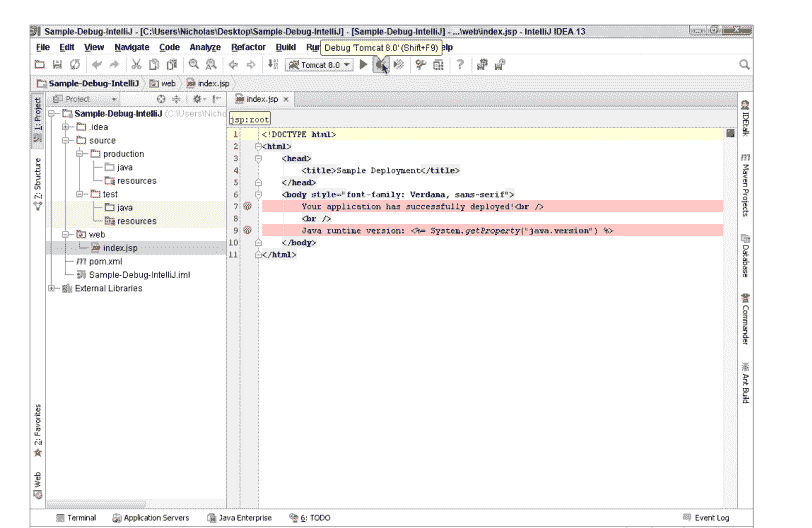 Sample-Debug-IntelliJ - [C:\Users\Nicholas\Desktop\Sample-Debug-IntelliJ] - [Sample-Debug-IntelliJ] - ...\web\index.jsp - IntelliJ IDEA 13
File Edit View Navigate Code Analyze Refactor Build Ru Debug 'Tomcat 8.0' (Shift+F9) elp
Tomcat 8.0
Sample-Debug-IntelliJ web index.jsp
Project index.jsp
jsp:root
Sample-Debug-IntelliJ (C:\Users\Nicho
.idea
source
production
java
resources
test
java
resources
web
index.jsp
pom.xml
Sample-Debug-IntelliJ.iml
External Libraries
1 <!DOCTYPE html>
2 <html>
3 <head>
4 <title>Sample Deployment</title>
5 </head>
6 <body style="font-family: Verdana, sans-serif">
7 Your application has successfully deployed!<br />
8 <br />
9 Java runtime version: <%= System.getProperty("java.version") %>
10 </body>
11 </html>
1: Project
2: Structure
2: Favorites
Web
IDEtalk
Maven Projects
Database
Commander
Ant Build
Terminal Application Servers Java Enterprise 6: TODO Event Log